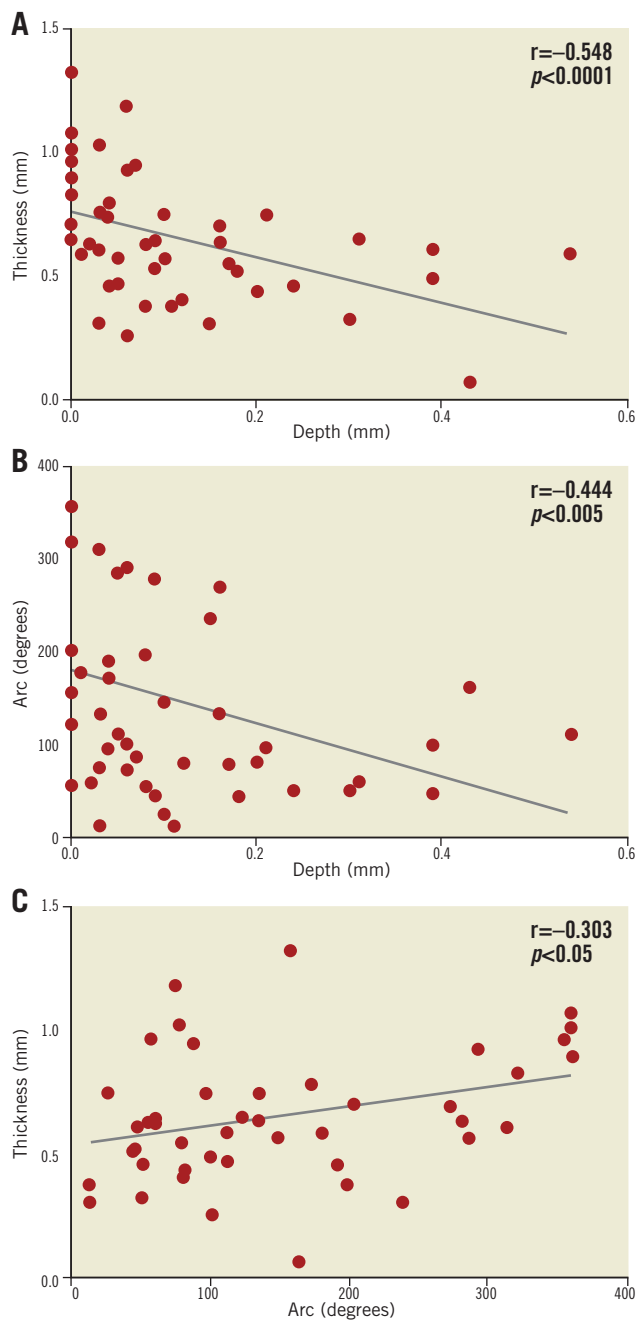 A
1.5
r=–0.548
p<0.0001
1.0
Thickness (mm)
0.5
0.0
0.0 0.2 0.4 0.6
Depth (mm)
B
400
r=–0.444
p<0.005
300
Arc (degrees)
200
100
0
0.0 0.2 0.4 0.6
Depth (mm)
C
1.5
r=–0.303
p<0.05
1.0
Thickness (mm)
0.5
0.0
0 100 200 300 400
Arc (degrees)